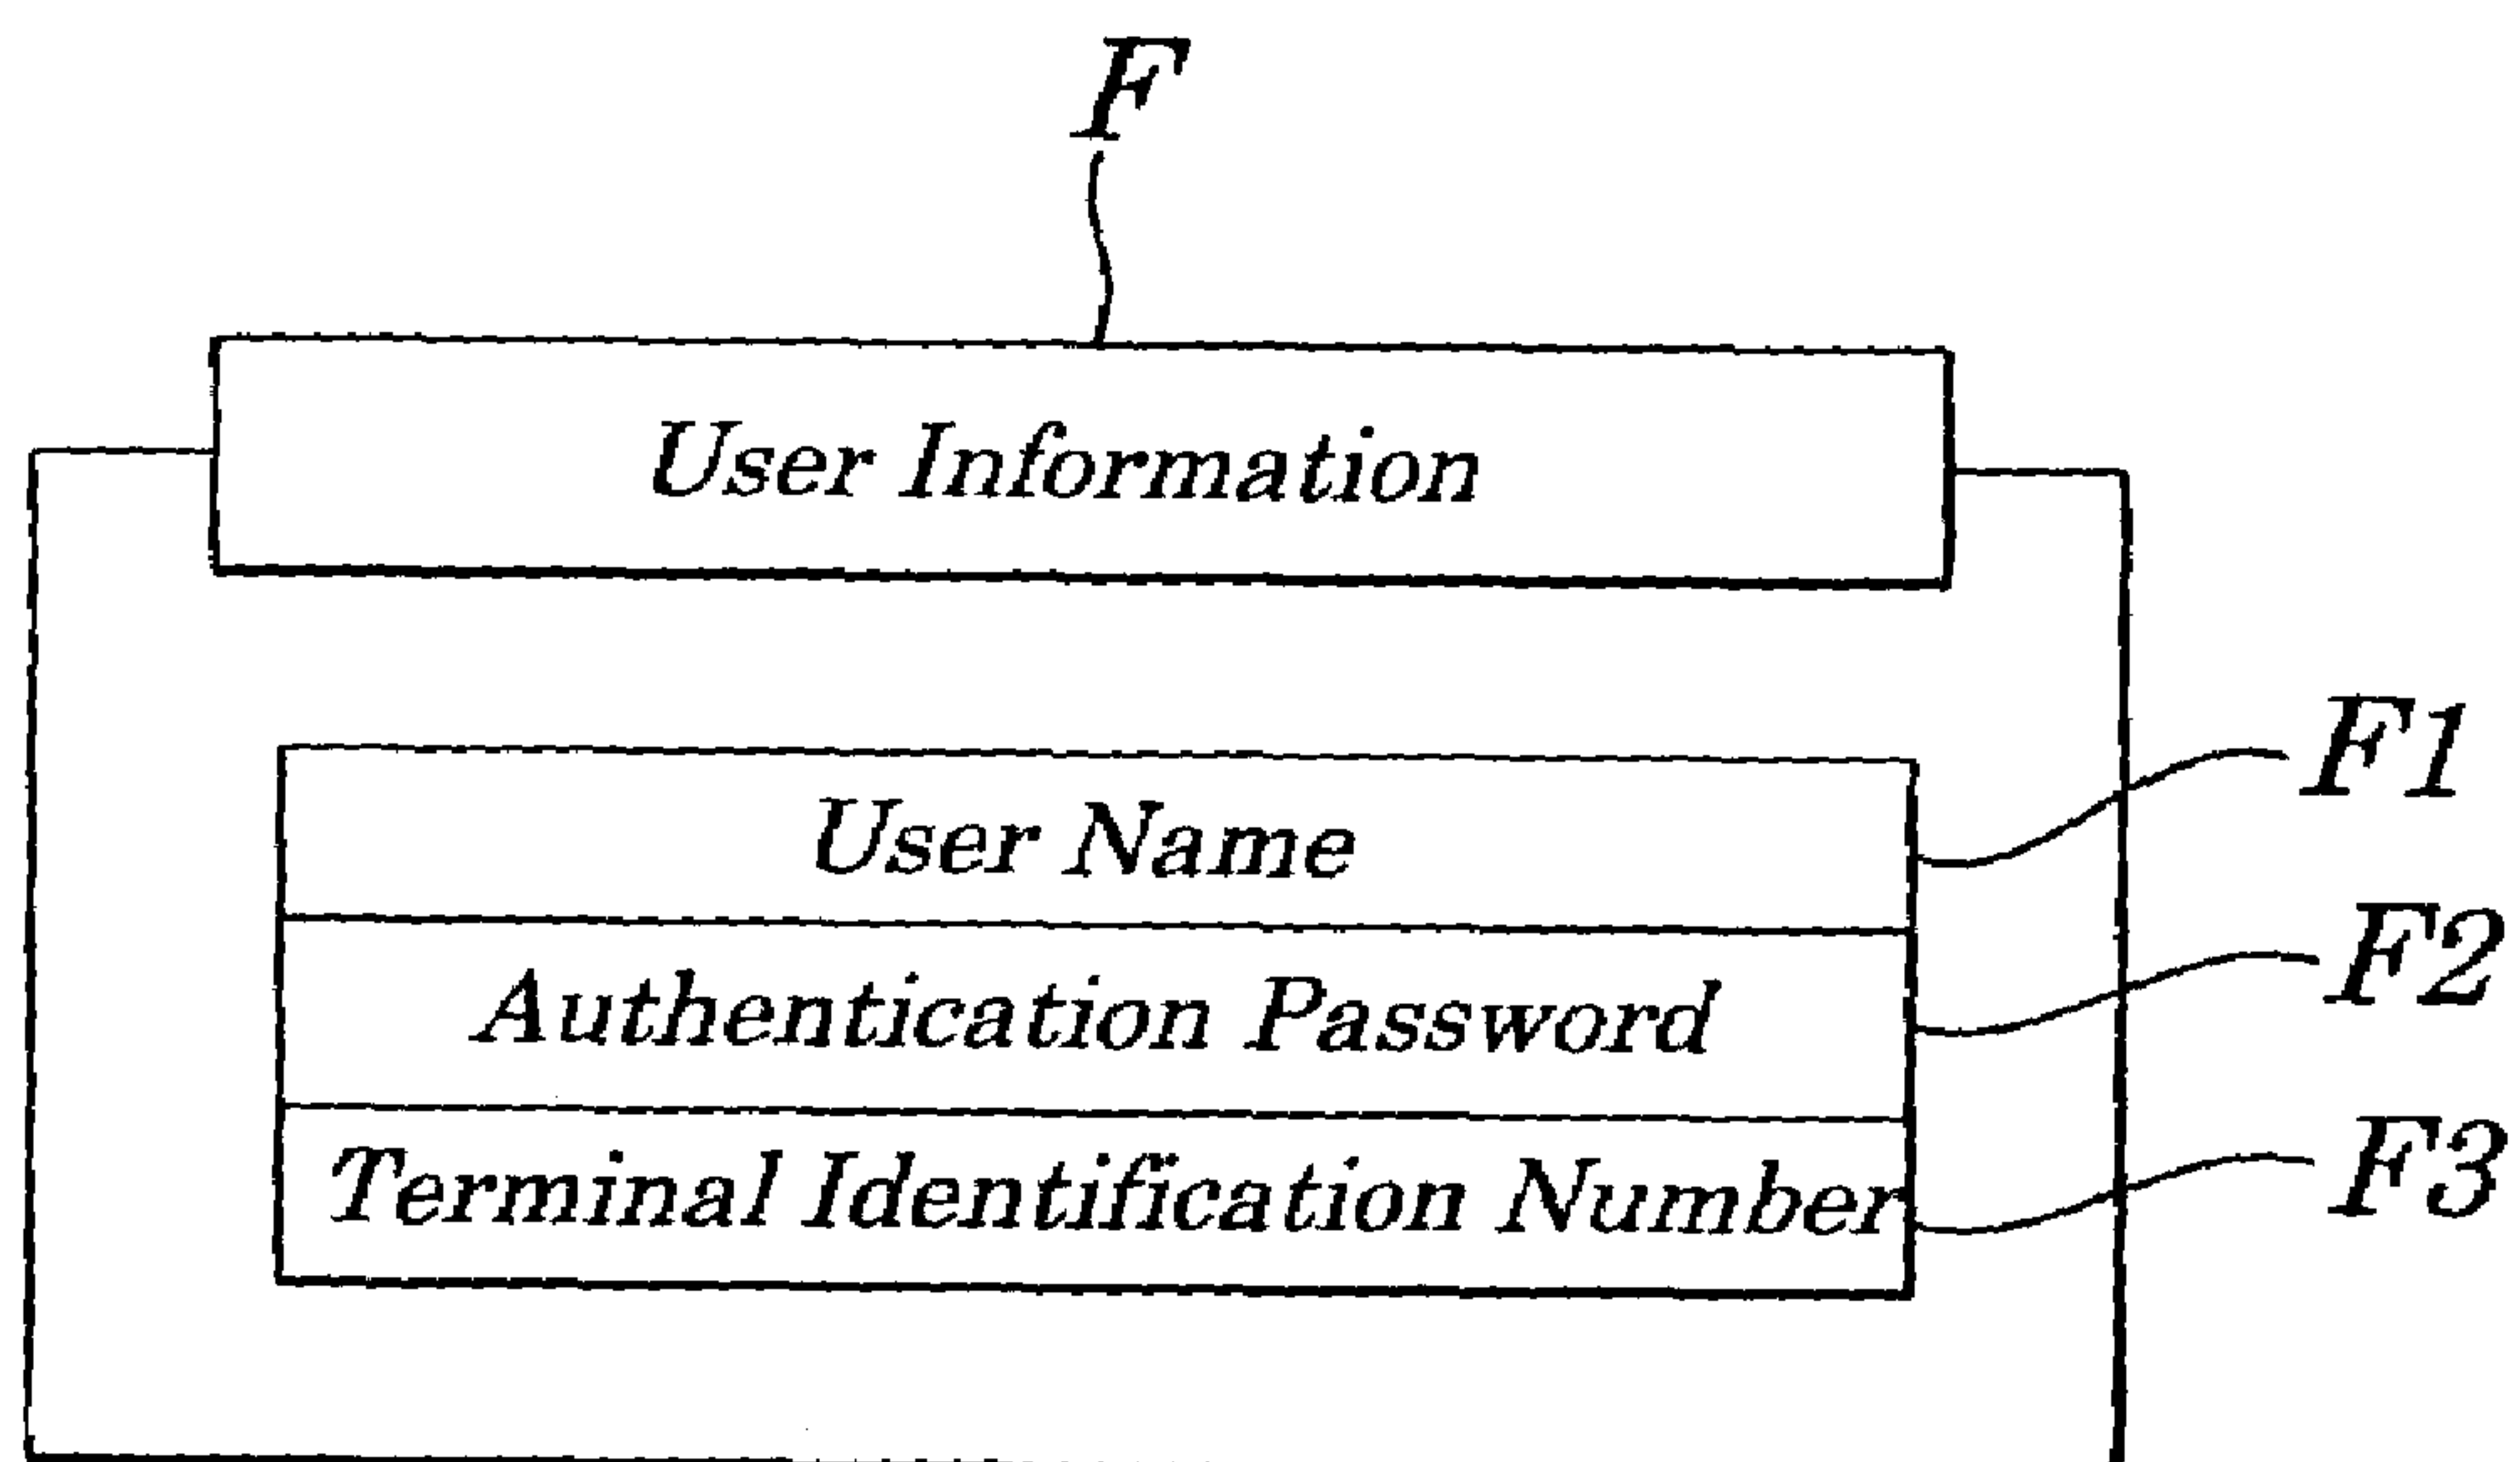 F
User Information
User Name
F1
Authentication Password
F2
Terminal Identification Number
F3